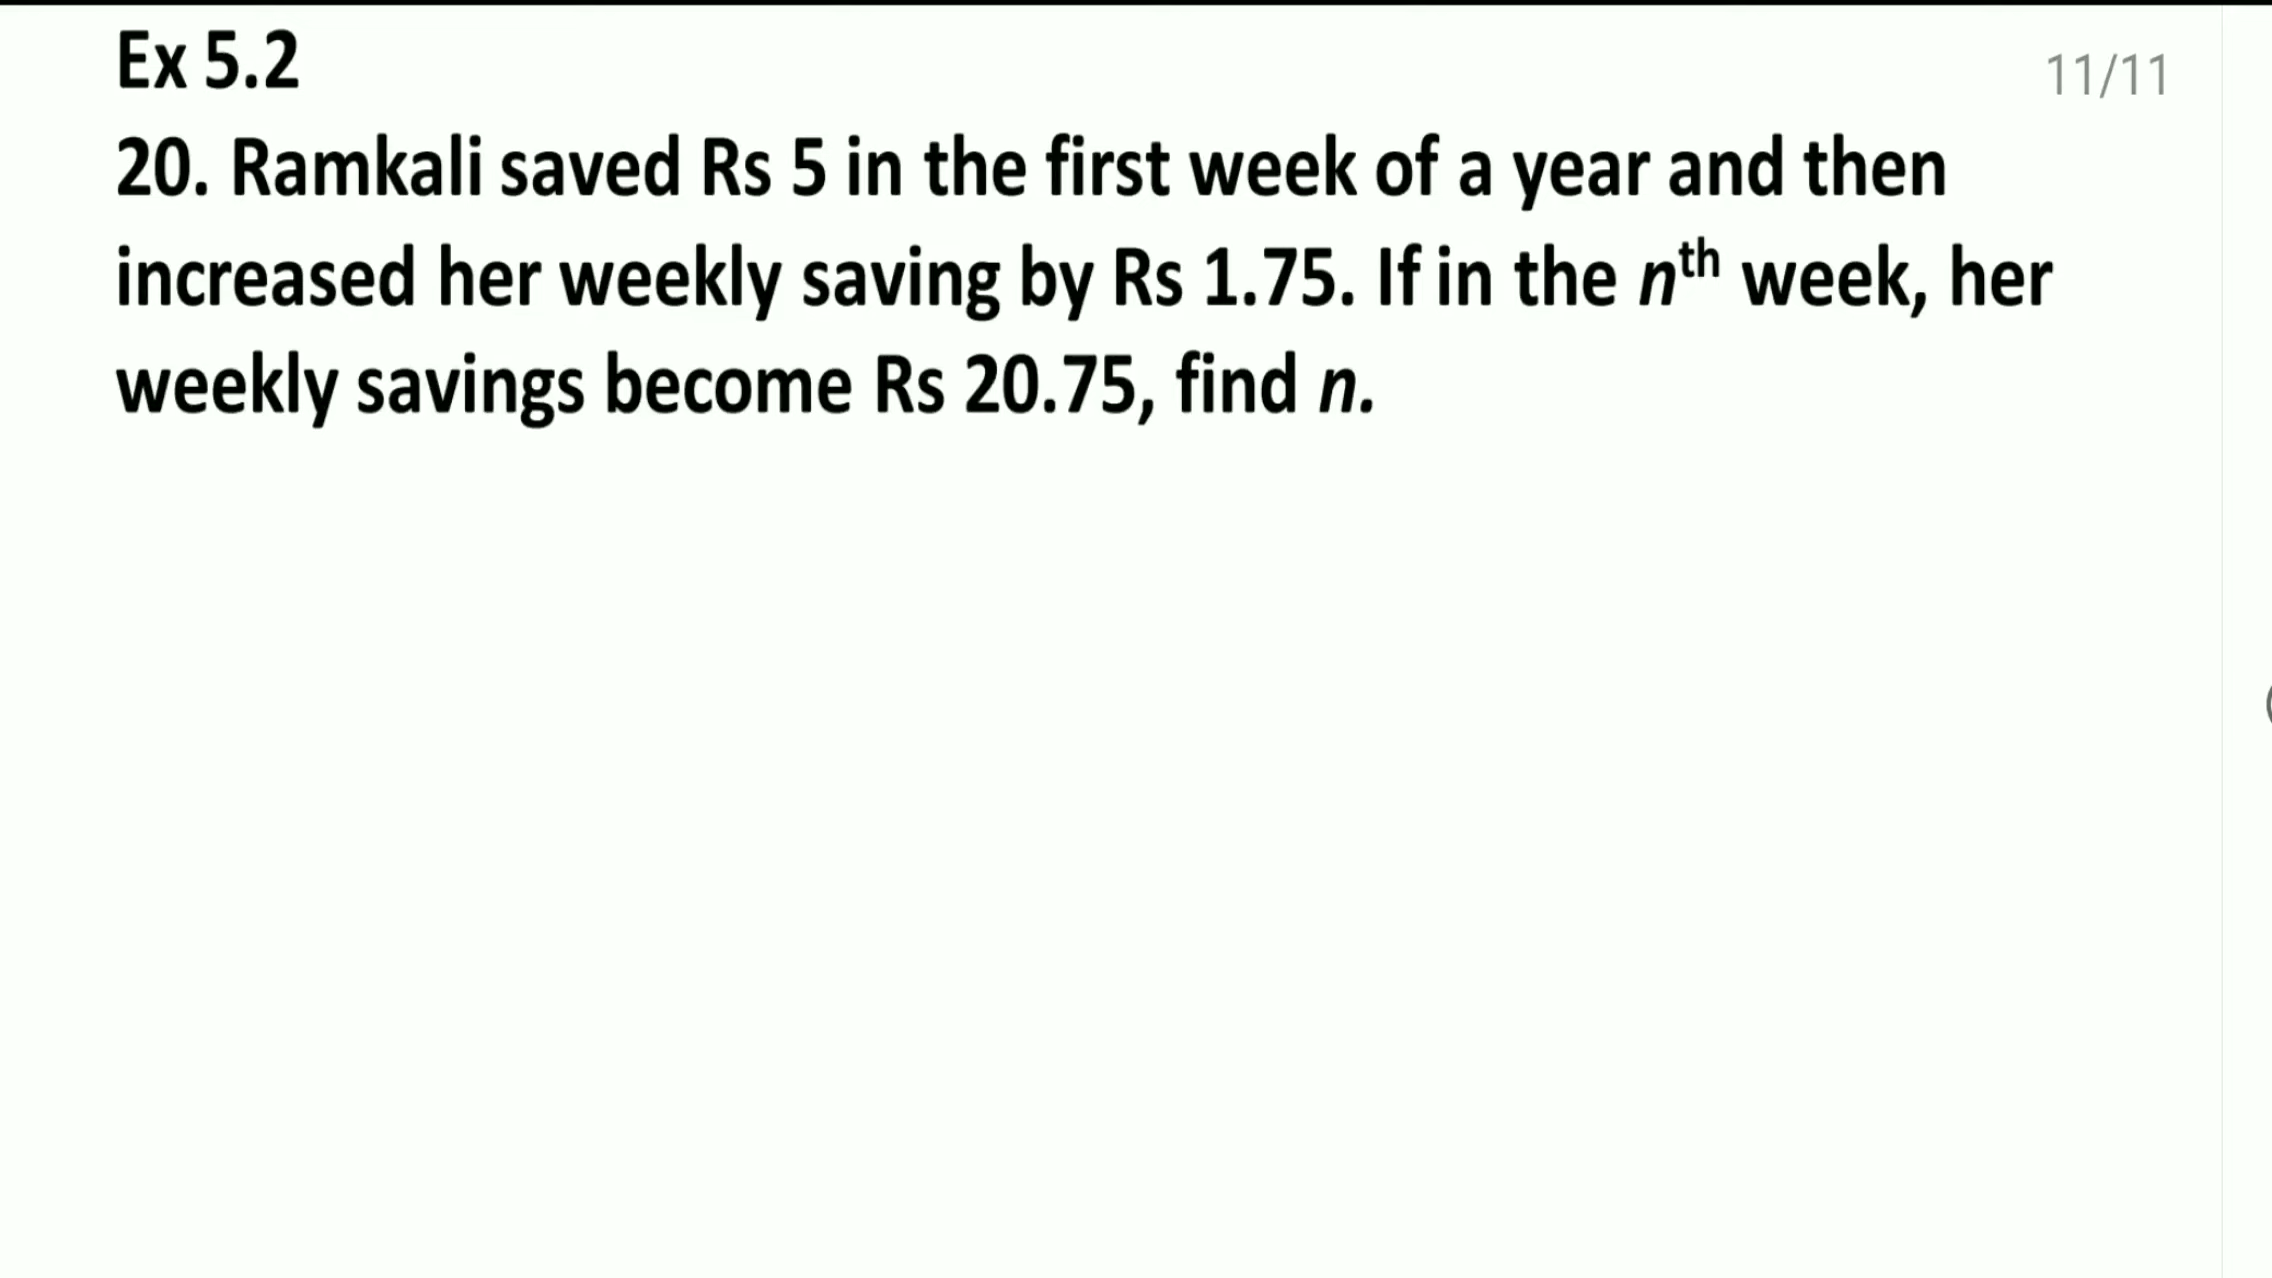 Ex 5.2
11/11
20. Ramkali saved Rs 5 in the first week of a year and then
increased her weekly saving by Rs 1.75. If in the nth week, her
weekly savings become Rs 20.75, find n.